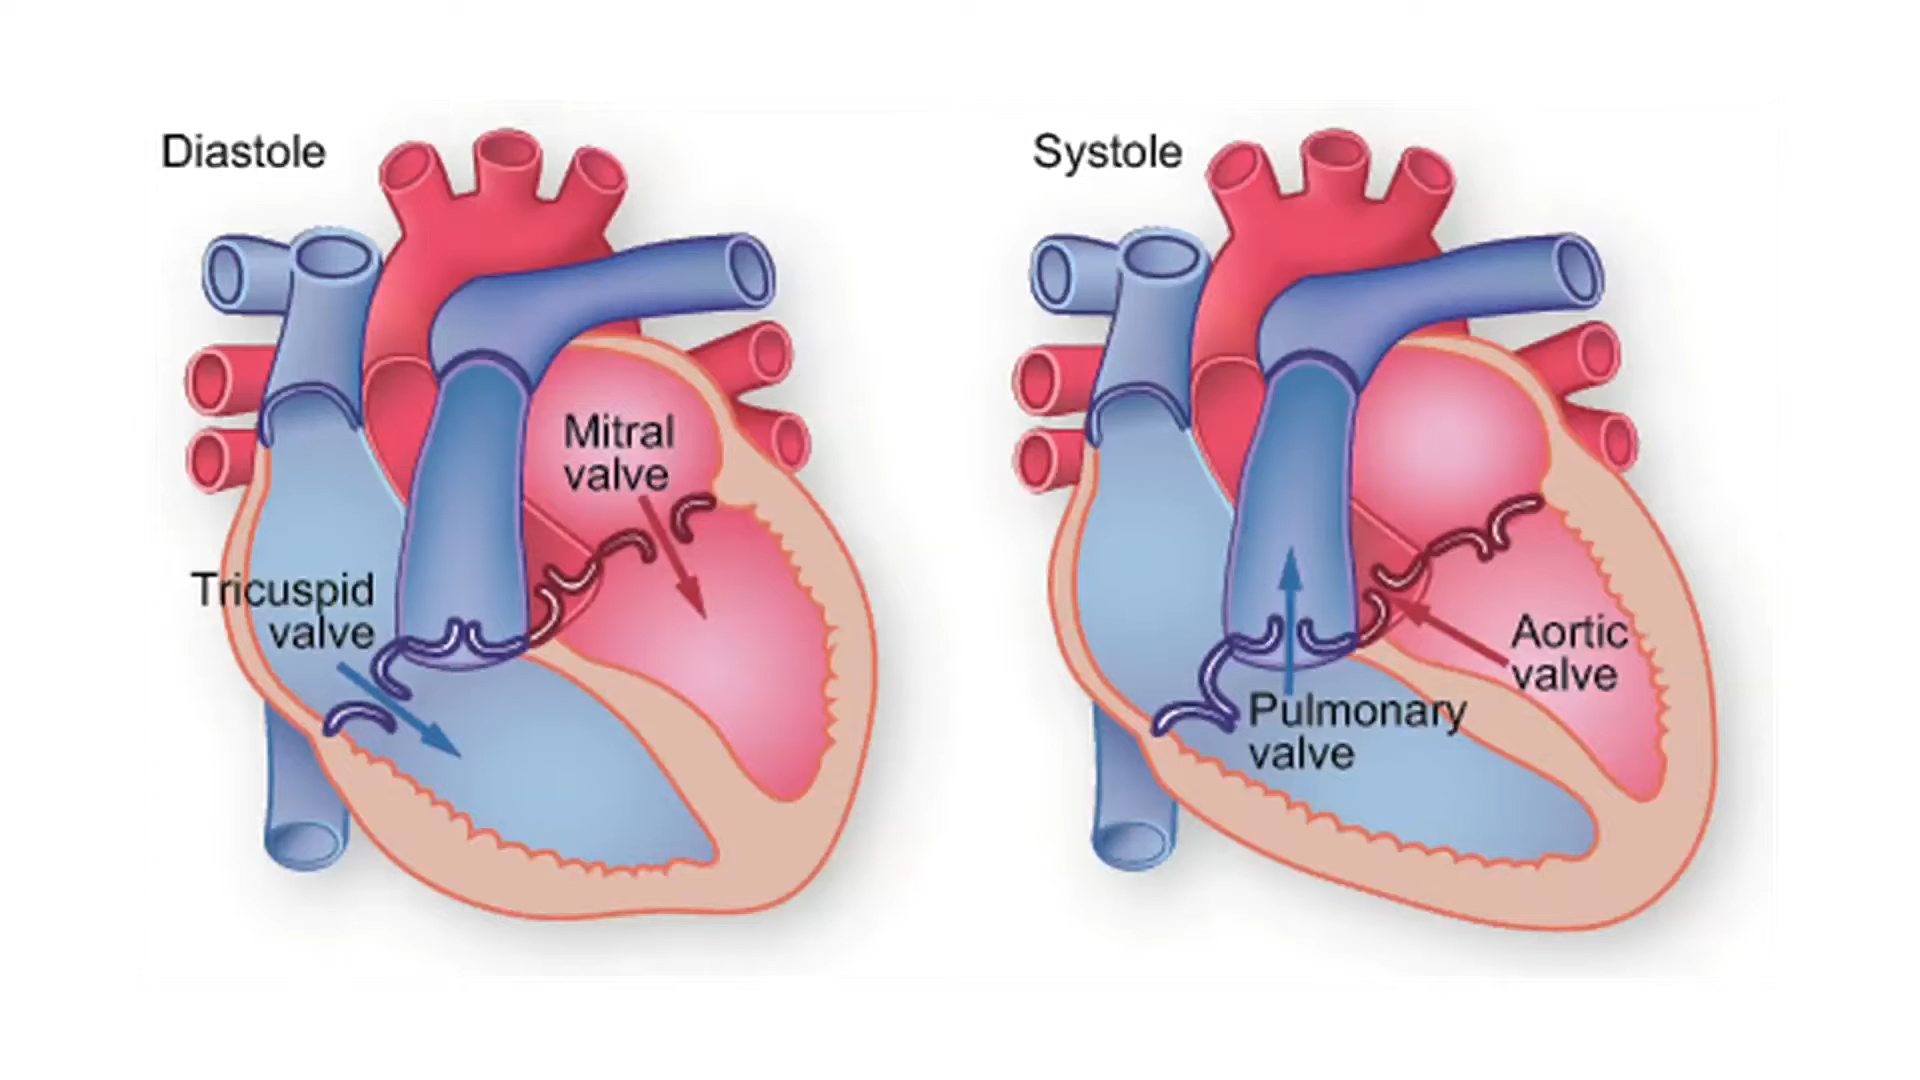 Diastole
Mitral
valve
Tricuspid
valve
Systole
Aortic
valve
Pulmonary
valve